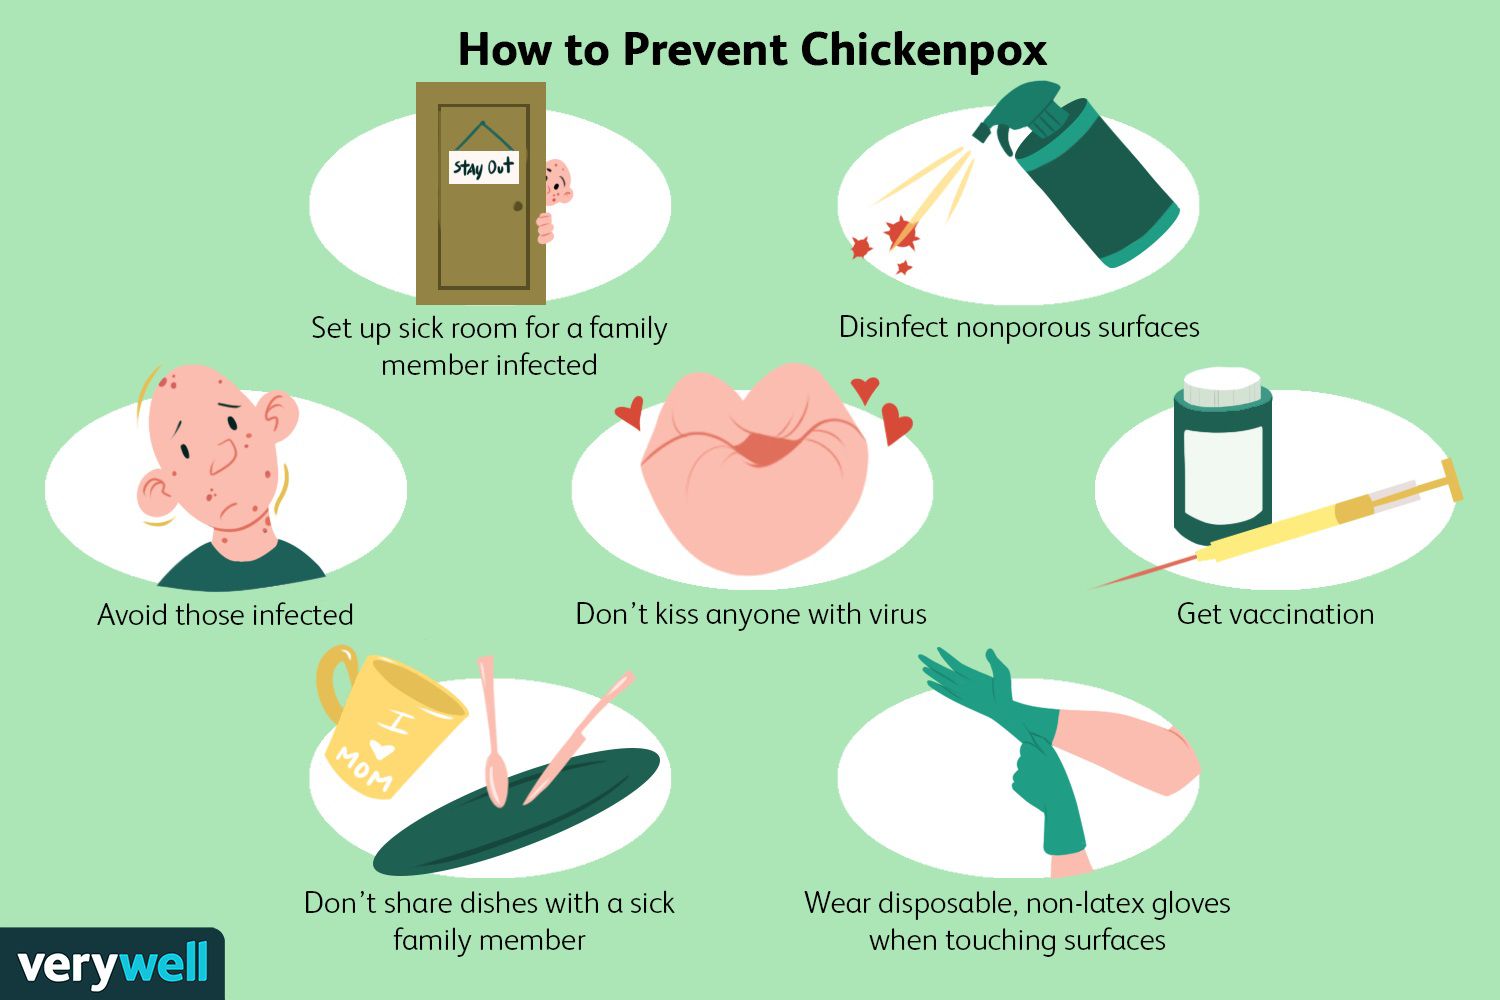 How to Prevent Chickenpox
Stay Out
Set up sick room for a family
member infected
Disinfect nonporous surfaces
Avoid those infected
Don't kiss anyone with virus
Get vaccination
I
MOM
Don't share dishes with a sick
family member
Wear disposable, non-latex gloves
when touching surfaces
verywell